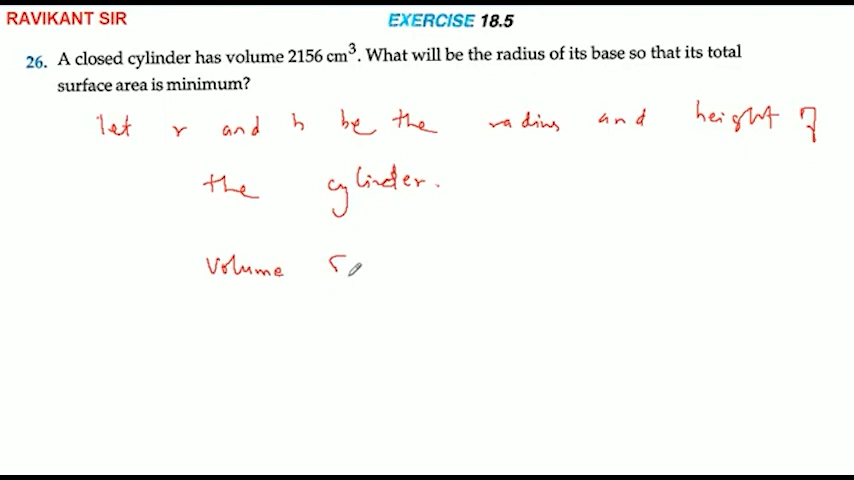 RAVIKANT SIR
EXERCISE 18.5
26. A closed cylinder has volume 2156 cm³. What will be the radius of its base so that its total
surface area is minimum?
let r and h be the radius and height of
the cylinder.
Volume